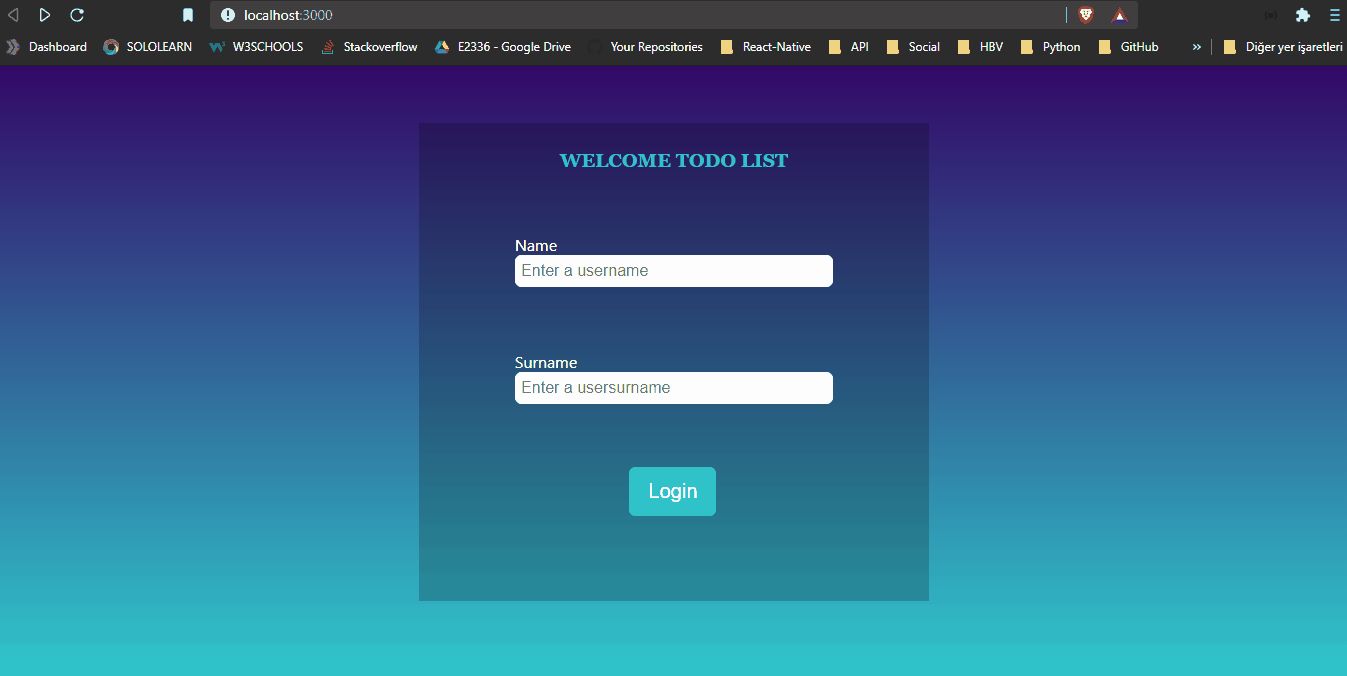 localhost:3000
Dashboard SOLOLEARN W3SCHOOLS Stackoverflow E2336 - Google Drive Your Repositories React-Native API Social HBV Python GitHub » Diğer yer işaretleri
WELCOME TODO LIST
Name
Enter a username
Surname
Enter a usersurname
Login